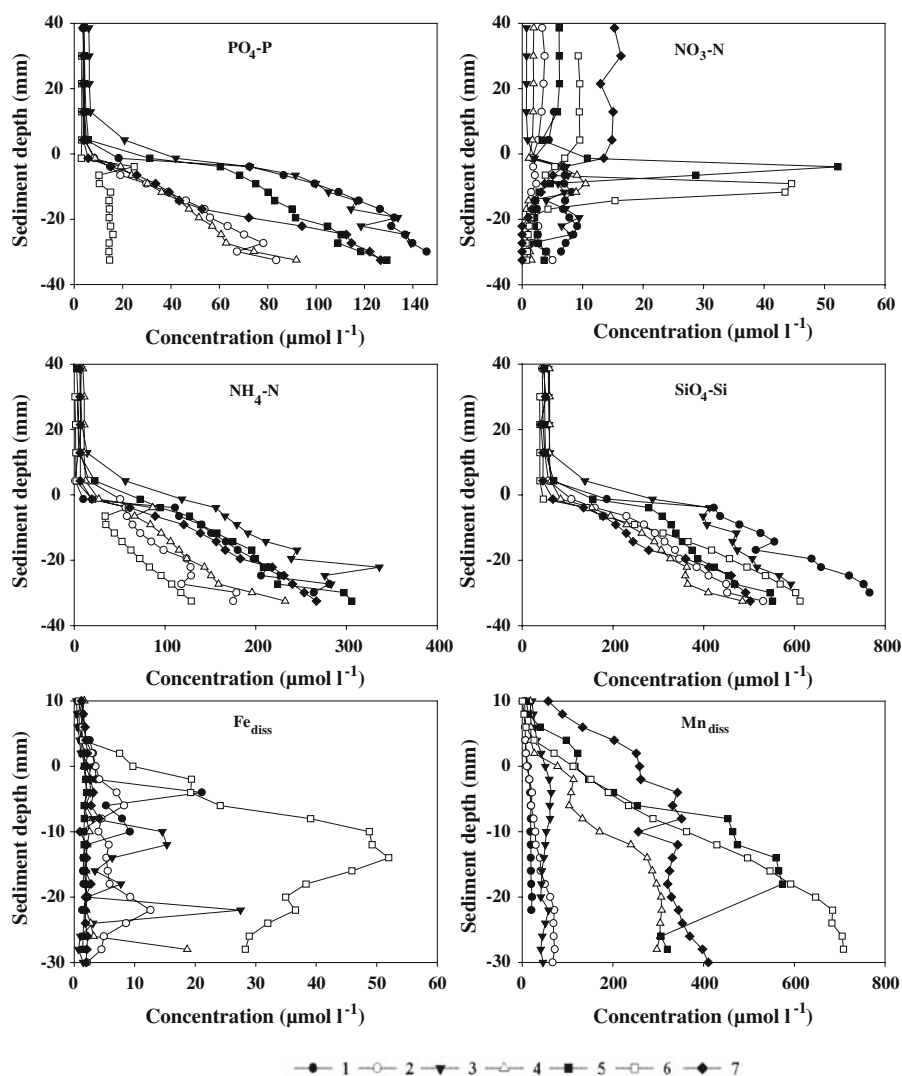 PO4-P
Sediment depth (mm)
40
20
0
-20
-40
0 20 40 60 80 100 120 140
Concentration (µmol l-1)
NO3-N
Sediment depth (mm)
40
20
0
-20
-40
0 10 20 30 40 50 60
Concentration (µmol l-1)
NH4-N
Sediment depth (mm)
40
20
0
-20
-40
0 100 200 300 400
Concentration (µmol l-1)
SiO4-Si
Sediment depth (mm)
40
20
0
-20
-40
0 200 400 600 800
Concentration (µmol l-1)
Fediss
Sediment depth (mm)
10
0
-10
-20
-30
0 10 20 30 40 50 60
Concentration (µmol l-1)
Mndiss
Sediment depth (mm)
10
0
-10
-20
-30
0 200 400 600 800
Concentration (µmol l-1)
1 2 3 4 5 6 7